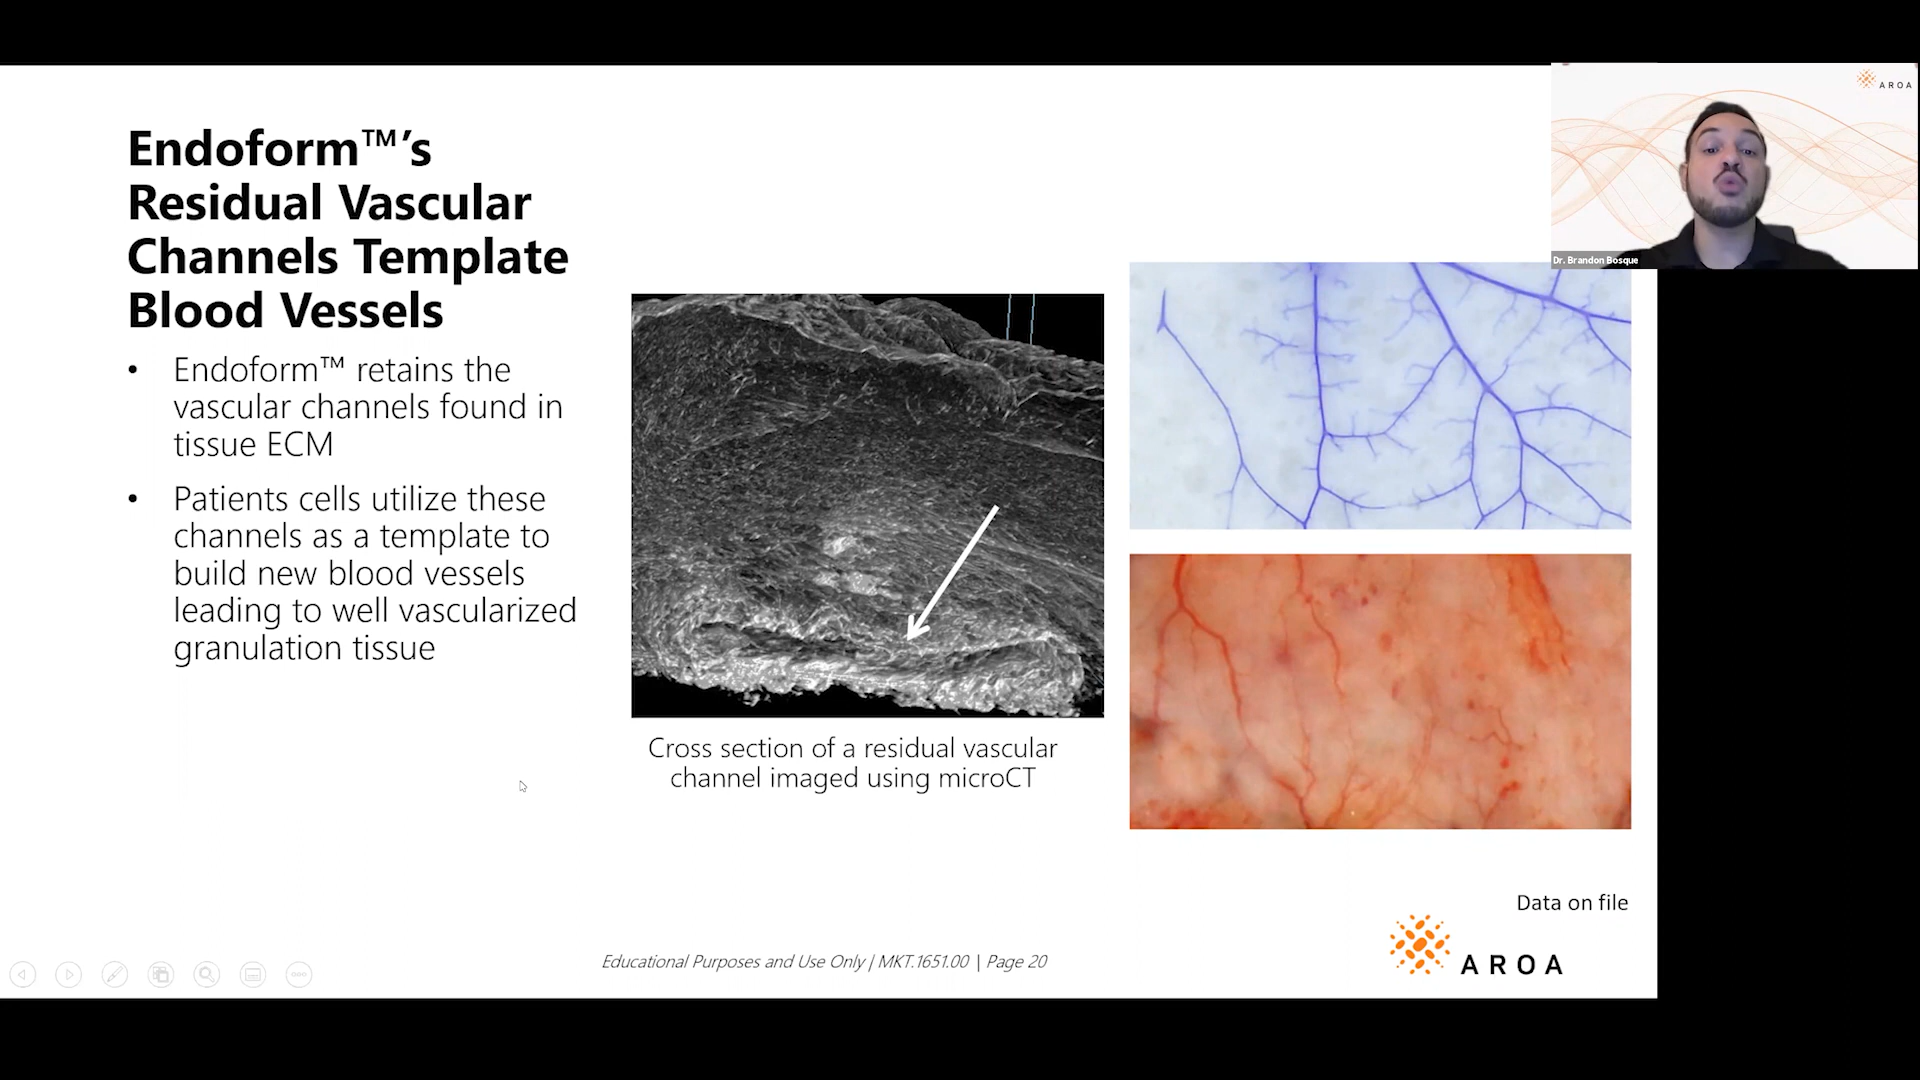 Endoform™’s
Residual Vascular
Channels Template
Blood Vessels
• Endoform™ retains the
vascular channels found in
tissue ECM
• Patients cells utilize these
channels as a template to
build new blood vessels
leading to well vascularized
granulation tissue
Cross section of a residual vascular
channel imaged using microCT
AROA
Dr. Brandon Bosque
Data on file
AROA
Educational Purposes and Use Only | MKT.1651.00 | Page 20